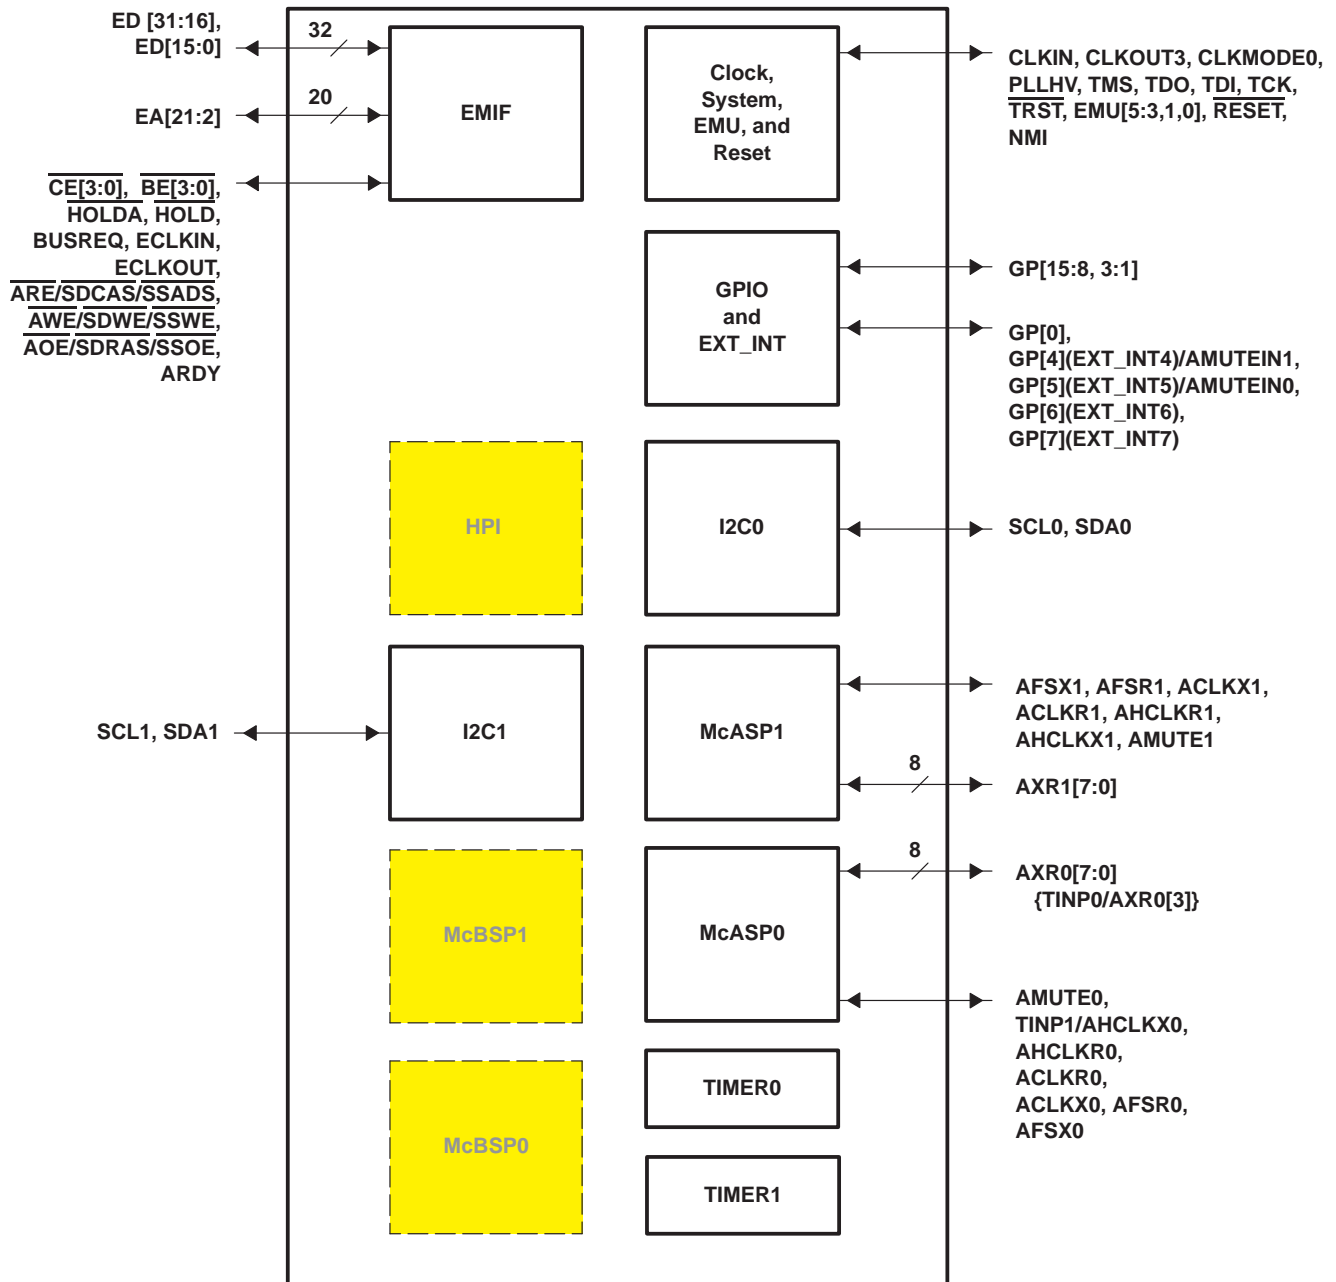 ED [31:16],
ED[15:0]
32
EA[21:2]
20
CE[3:0], BE[3:0],
HOLDA, HOLD,
BUSREQ, ECLKIN,
ECLKOUT,
ARE/SDCAS/SSADS,
AWE/SDWE/SSWE,
AOE/SDRAS/SSOE,
ARDY
EMIF
Clock,
System,
EMU, and
Reset
CLKIN, CLKOUT3, CLKMODE0,
PLLHV, TMS, TDO, TDI, TCK,
TRST, EMU[5:3,1,0], RESET,
NMI
GPIO
and
EXT_INT
GP[15:8, 3:1]
GP[0],
GP[4](EXT_INT4)/AMUTEIN1,
GP[5](EXT_INT5)/AMUTEIN0,
GP[6](EXT_INT6),
GP[7](EXT_INT7)
HPI
I2C0
SCL0, SDA0
SCL1, SDA1
I2C1
McASP1
AFSX1, AFSR1, ACLKX1,
ACLKR1, AHCLKR1,
AHCLKX1, AMUTE1
8
AXR1[7:0]
McBSP1
McASP0
8
AXR0[7:0]
{TINP0/AXR0[3]}
AMUTE0,
TINP1/AHCLKX0,
AHCLKR0,
ACLKR0,
ACLKX0, AFSR0,
AFSX0
McBSP0
TIMER0
TIMER1